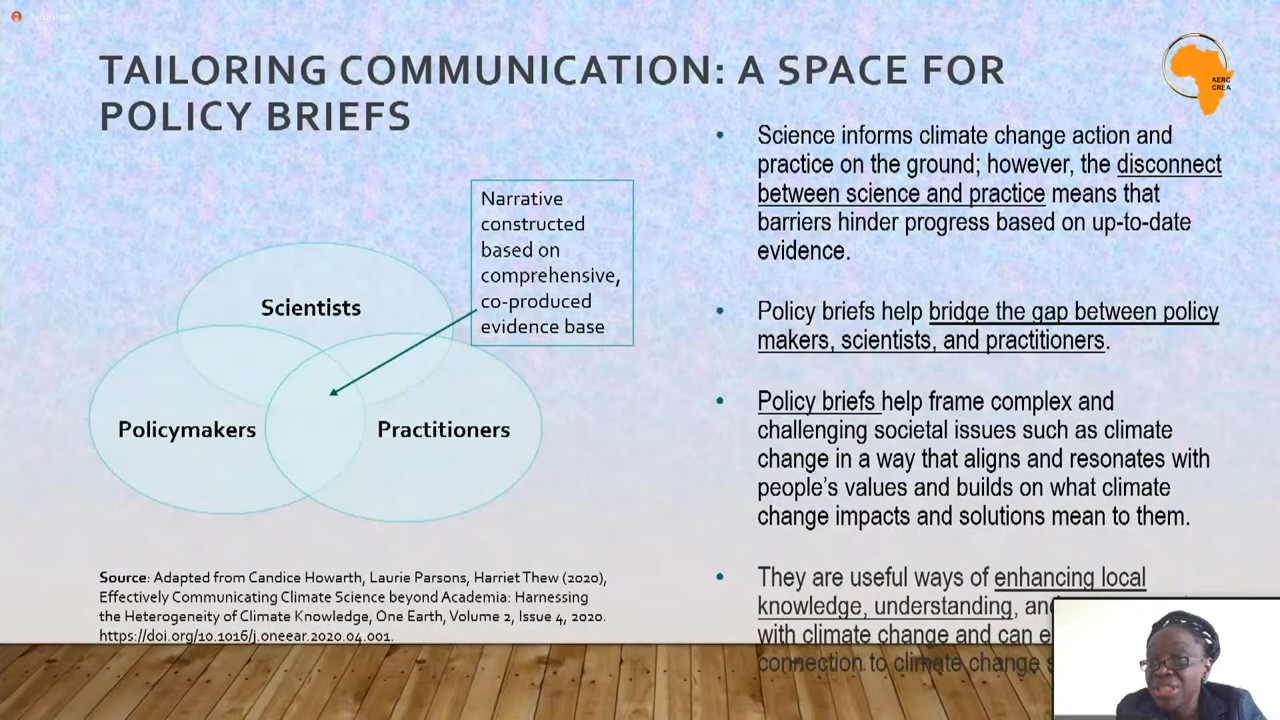 Recording
TAILORING COMMUNICATION: A SPACE FOR
POLICY BRIEFS
AERC
CREA
Narrative
constructed
based on
comprehensive,
co-produced
evidence base
Scientists
Policymakers
Practitioners
Source: Adapted from Candice Howarth, Laurie Parsons, Harriet Thew (2020),
Effectively Communicating Climate Science beyond Academia: Harnessing
the Heterogeneity of Climate Knowledge, One Earth, Volume 2, Issue 4, 2020.
https://doi.org/10.1016/j.oneear.2020.04.001.
• Science informs climate change action and
practice on the ground; however, the disconnect
between science and practice means that
barriers hinder progress based on up-to-date
evidence.
• Policy briefs help bridge the gap between policy
makers, scientists, and practitioners.
• Policy briefs help frame complex and
challenging societal issues such as climate
change in a way that aligns and resonates with
people's values and builds on what climate
change impacts and solutions mean to them.
• They are useful ways of enhancing local
knowledge, understanding,
with climate change and can
connection to climate change